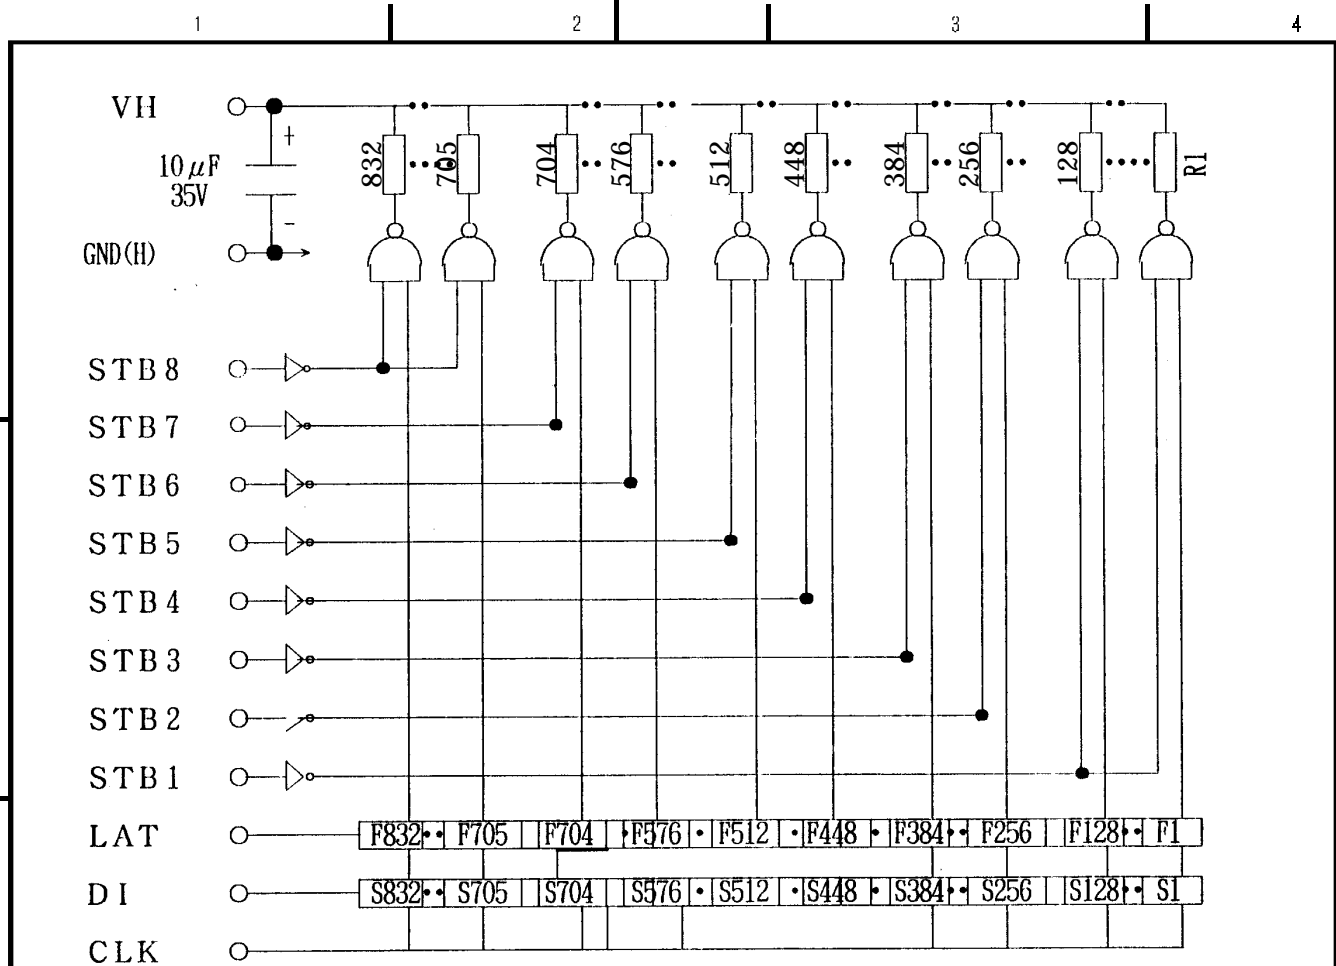 1 2 3 4
VH
+
832 705 704 576 512 448 384 256 128 R1
10μF
35V
−
GND(H)
STB8
STB7
STB6
STB5
STB4
STB3
STB2
STB1
LAT F832 F705 F704 F576 F512 F448 F384 F256 F128 F1
DI S832 S705 S704 S576 S512 S448 S384 S256 S128 S1
CLK